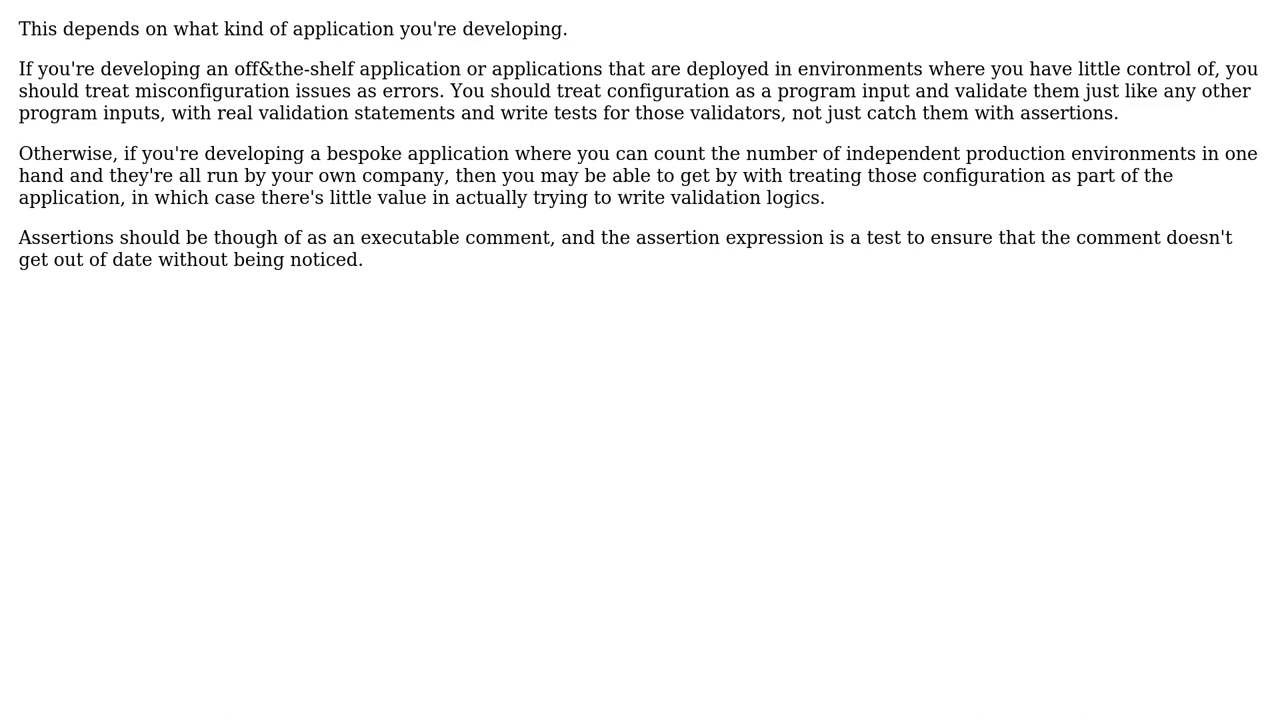 This depends on what kind of application you're developing.
If you're developing an off&the-shelf application or applications that are deployed in environments where you have little control of, you
should treat misconfiguration issues as errors. You should treat configuration as a program input and validate them just like any other
program inputs, with real validation statements and write tests for those validators, not just catch them with assertions.
Otherwise, if you're developing a bespoke application where you can count the number of independent production environments in one
hand and they're all run by your own company, then you may be able to get by with treating those configuration as part of the
application, in which case there's little value in actually trying to write validation logics.
Assertions should be though of as an executable comment, and the assertion expression is a test to ensure that the comment doesn't
get out of date without being noticed.